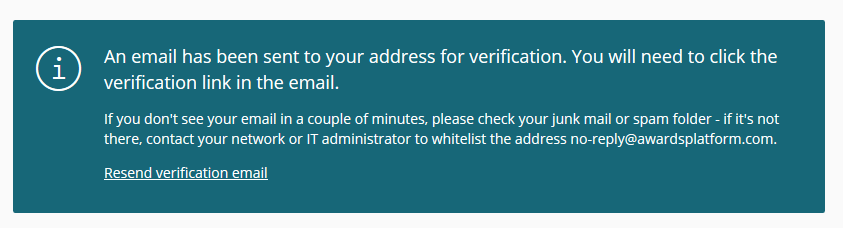 An email has been sent to your address for verification. You will need to click the
verification link in the email.
If you don't see your email in a couple of minutes, please check your junk mail or spam folder - if it's not
there, contact your network or IT administrator to whitelist the address no-reply@awardsplatform.com.
Resend verification email